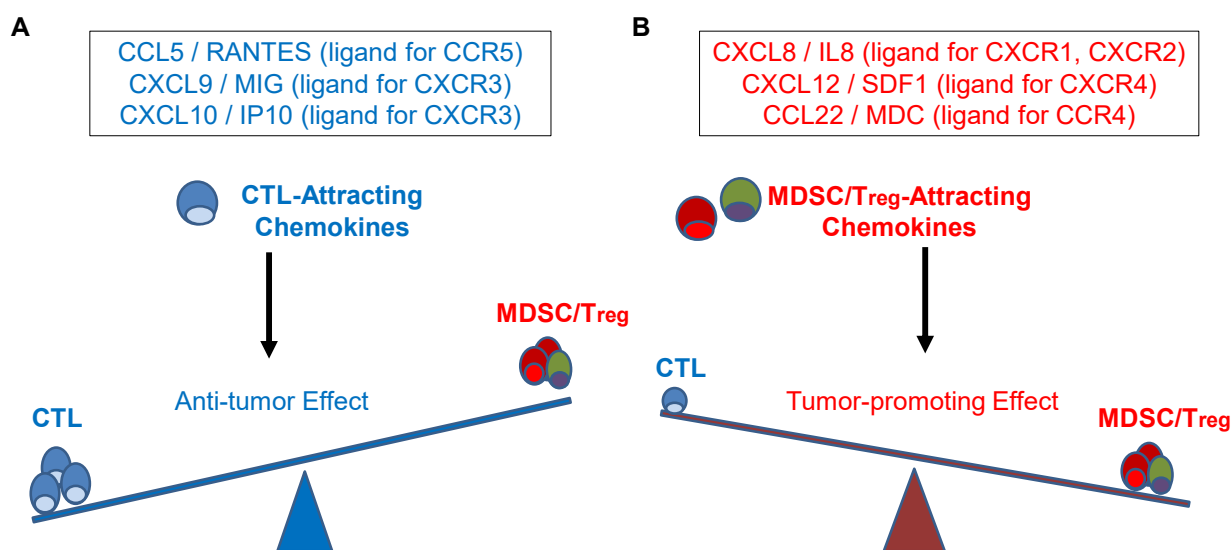 A
CCL5 / RANTES (ligand for CCR5)
CXCL9 / MIG (ligand for CXCR3)
CXCL10 / IP10 (ligand for CXCR3)
CTL-Attracting
Chemokines
MDSC/Treg
Anti-tumor Effect
CTL
B
CXCL8 / IL8 (ligand for CXCR1, CXCR2)
CXCL12 / SDF1 (ligand for CXCR4)
CCL22 / MDC (ligand for CCR4)
MDSC/Treg-Attracting
Chemokines
CTL
Tumor-promoting Effect
MDSC/Treg